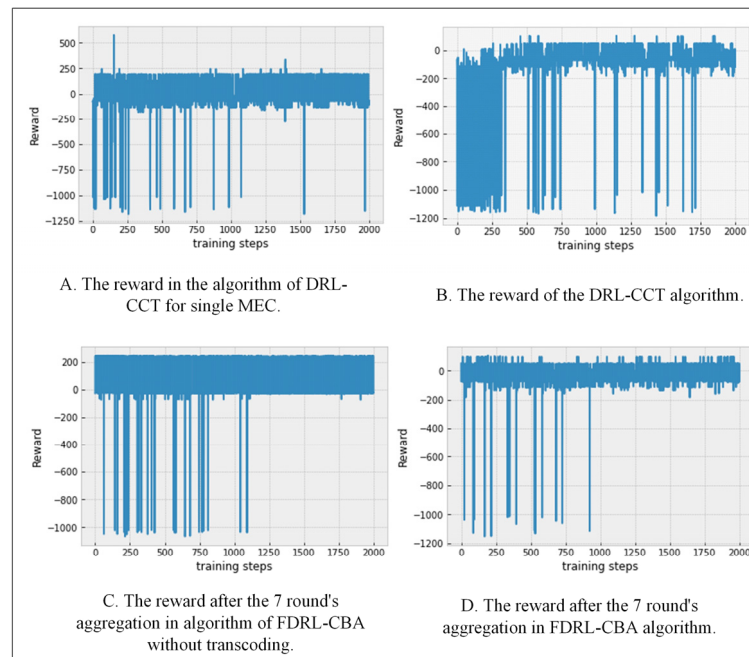 500
250
0
-250
-500
-750
-1000
-1250
Reward
0 250 500 750 1000 1250 1500 1750 2000
training steps
A. The reward in the algorithm of DRL-
CCT for single MEC.
0
-200
-400
-600
-800
-1000
-1200
Reward
0 250 500 750 1000 1250 1500 1750 2000
training steps
B. The reward of the DRL-CCT algorithm.
200
0
-200
-400
-600
-800
-1000
Reward
0 250 500 750 1000 1250 1500 1750 2000
training steps
C. The reward after the 7 round's
aggregation in algorithm of FDRL-CBA
without transcoding.
0
-200
-400
-600
-800
-1000
-1200
Reward
0 250 500 750 1000 1250 1500 1750 2000
training steps
D. The reward after the 7 round's
aggregation in FDRL-CBA algorithm.